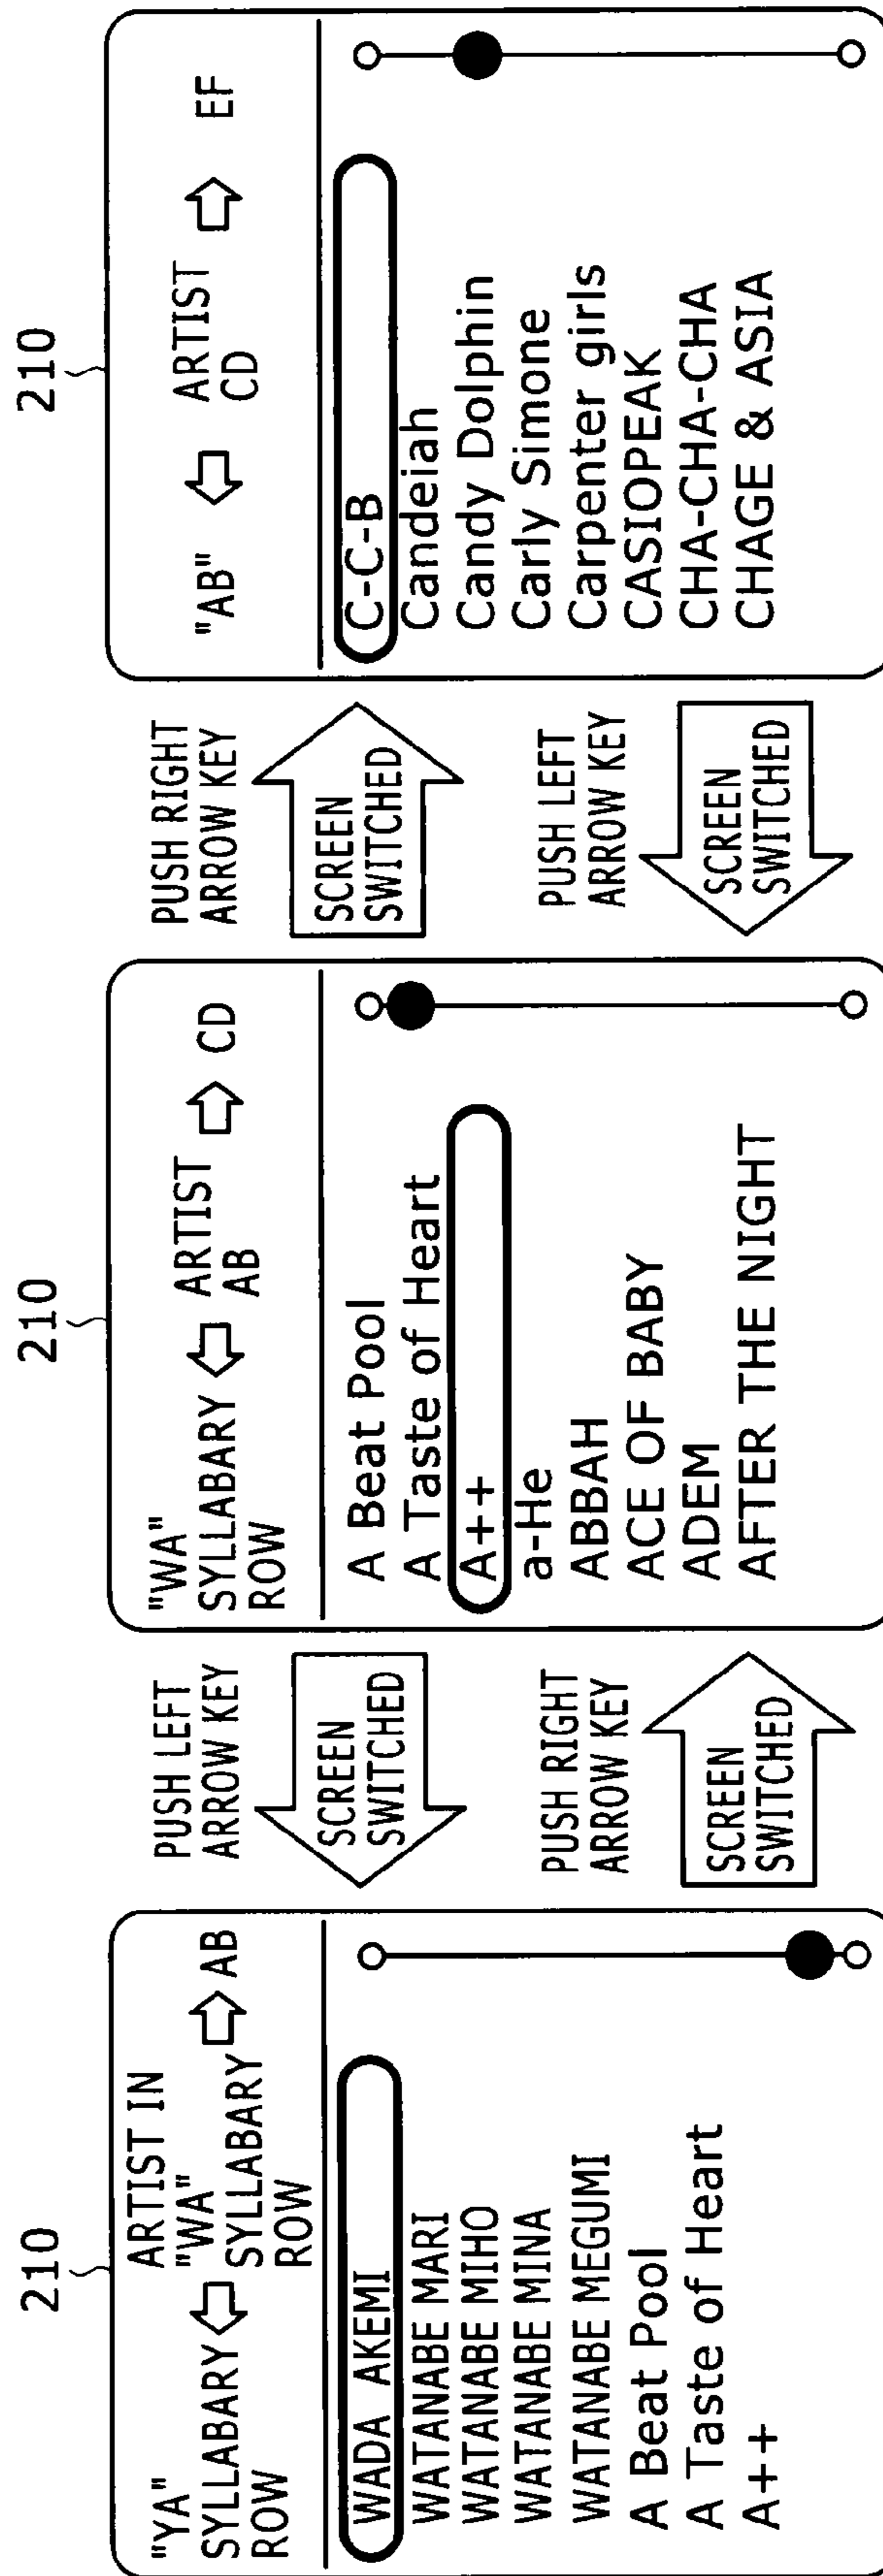 210
"YA"
SYLLABARY
ROW
ARTIST IN
"WA"
SYLLABARY
ROW
AB
WADA AKEMI
WATANABE MARI
WATANABE MIHO
WATANABE MINA
WATANABE MEGUMI
A Beat Pool
A Taste of Heart
A++
PUSH LEFT
ARROW KEY
SCREEN
SWITCHED
PUSH RIGHT
ARROW KEY
SCREEN
SWITCHED
210
"WA"
SYLLABARY
ROW
ARTIST
AB
CD
A Beat Pool
A Taste of Heart
A++
a-He
ABBAH
ACE OF BABY
ADEM
AFTER THE NIGHT
PUSH RIGHT
ARROW KEY
SCREEN
SWITCHED
PUSH LEFT
ARROW KEY
SCREEN
SWITCHED
210
"AB"
ARTIST
CD
EF
C-C-B
Candeiah
Candy Dolphin
Carly Simone
Carpenter girls
CASIOPEAK
CHA-CHA-CHA
CHAGE & ASIA